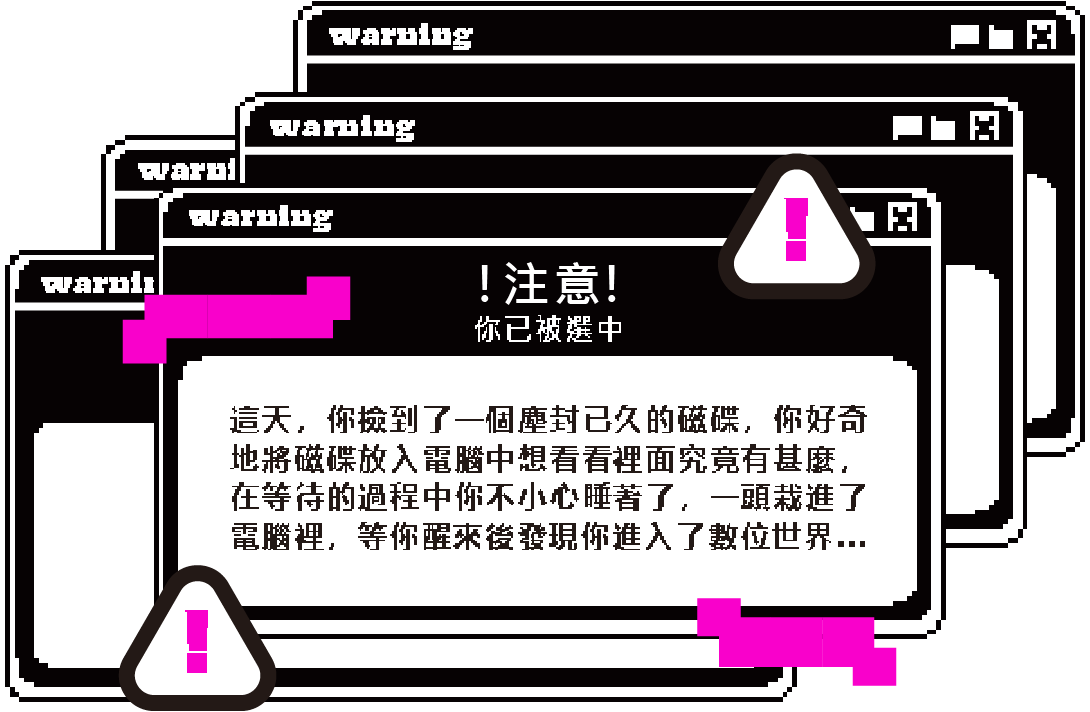 warning
warning
warni
warning
warnin
!注意!
你已被選中
這天，你撿到了一個塵封已久的磁碟，你好奇
地將磁碟放入電腦中想看看裡面究竟有甚麼，
在等待的過程中你不小心睡著了，一頭栽進了
電腦裡，等你醒來後發現你進入了數位世界...